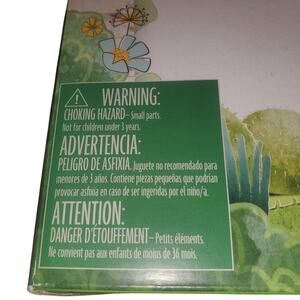 WARNING:
CHOKING HAZARD – Small parts.
Not for children under 3 years.
ADVERTENCIA:
PELIGRO DE ASFIXIA. Juguete no recomendado para
menores de 3 años. Contiene piezas pequeñas que podrían
provocar asfixia en caso de ser ingeridas por el niño/a.
ATTENTION:
DANGER D'ÉTOUFFEMENT – Petits éléments.
Ne convient pas aux enfants de moins de 36 mois.